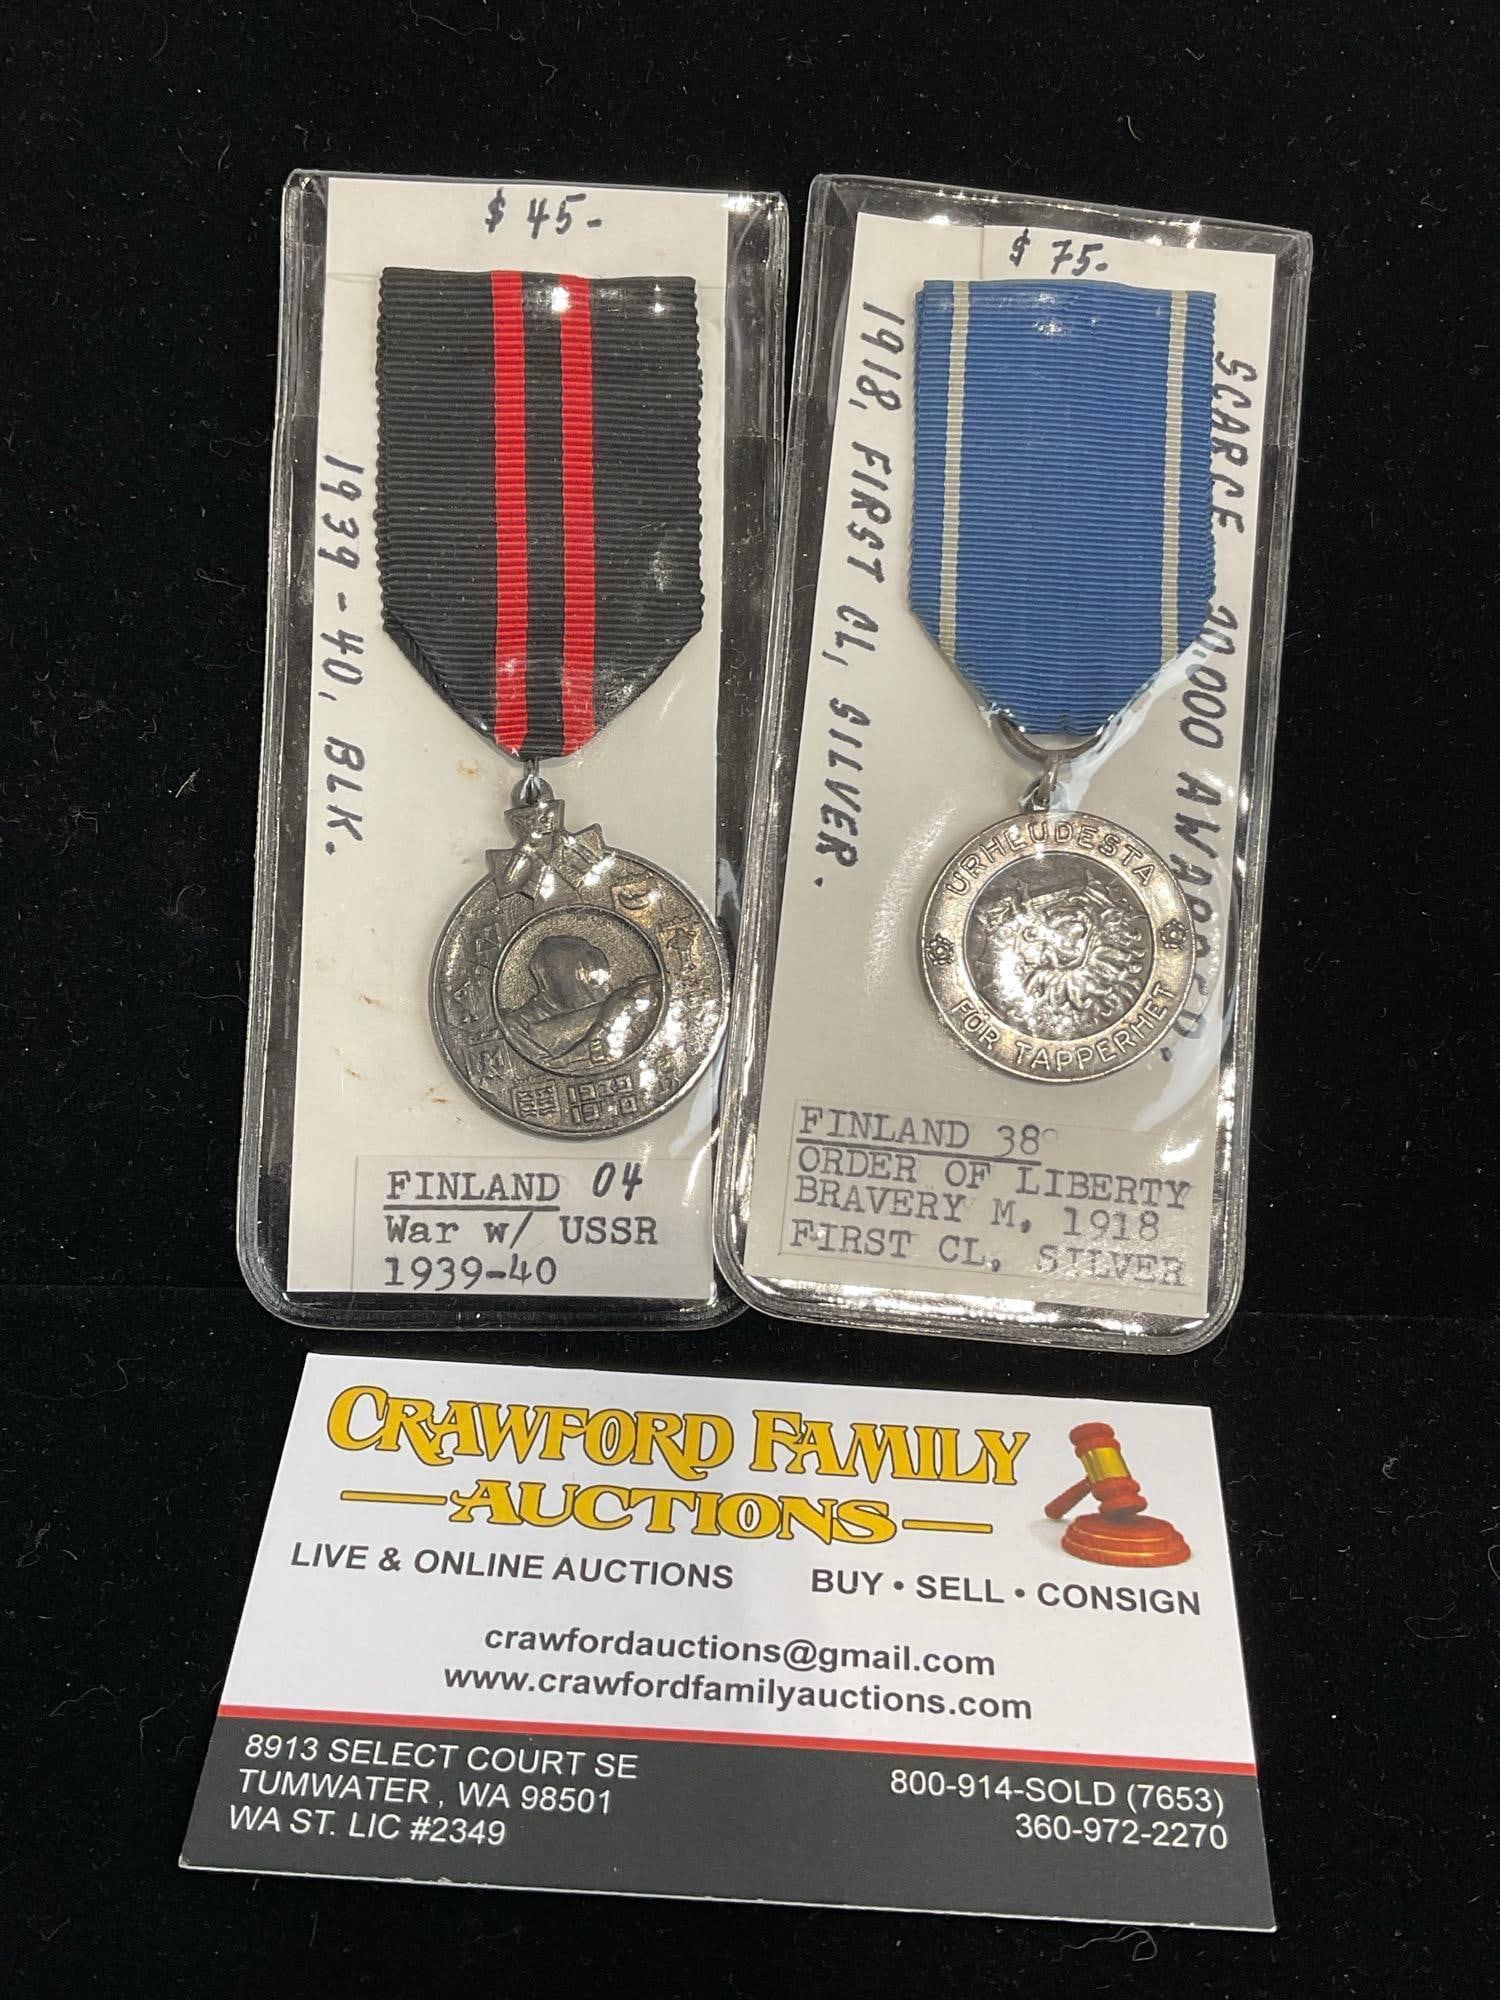 $ 45-
1939-40, BLK.
FINLAND 04
War w/ USSR
1939-40
$ 75-
1918, FIRST CL, SILVER.
SCARCE AWARDED.
URHEUDESTA
FÖR TAPPERHET
FINLAND 38
ORDER OF LIBERTY
BRAVERY M, 1918
FIRST CL, SILVER
CRAWFORD FAMILY
AUCTIONS
LIVE & ONLINE AUCTIONS BUY • SELL • CONSIGN
crawfordauctions@gmail.com
www.crawfordfamilyauctions.com
8913 SELECT COURT SE
TUMWATER , WA 98501
WA ST. LIC #2349
800-914-SOLD (7653)
360-972-2270